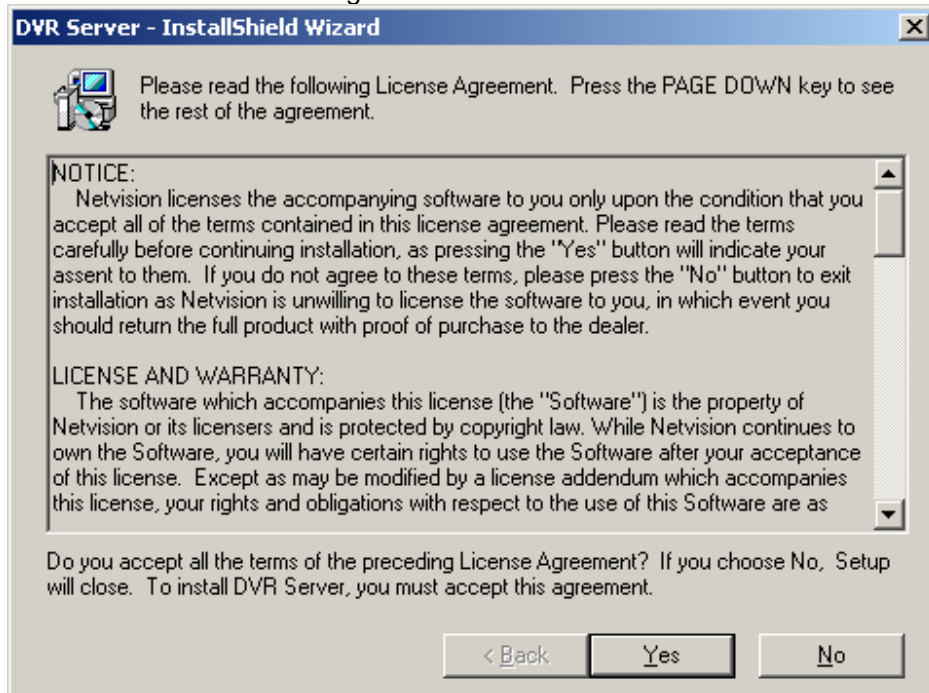 DVR Server - InstallShield Wizard
Please read the following License Agreement. Press the PAGE DOWN key to see
the rest of the agreement.
NOTICE:
Netvision licenses the accompanying software to you only upon the condition that you
accept all of the terms contained in this license agreement. Please read the terms
carefully before continuing installation, as pressing the "Yes" button will indicate your
assent to them. If you do not agree to these terms, please press the "No" button to exit
installation as Netvision is unwilling to license the software to you, in which event you
should return the full product with proof of purchase to the dealer.
LICENSE AND WARRANTY:
The software which accompanies this license (the "Software") is the property of
Netvision or its licensers and is protected by copyright law. While Netvision continues to
own the Software, you will have certain rights to use the Software after your acceptance
of this license. Except as may be modified by a license addendum which accompanies
this license, your rights and obligations with respect to the use of this Software are as
Do you accept all the terms of the preceding License Agreement? If you choose No, Setup
will close. To install DVR Server, you must accept this agreement.
< Back Yes No